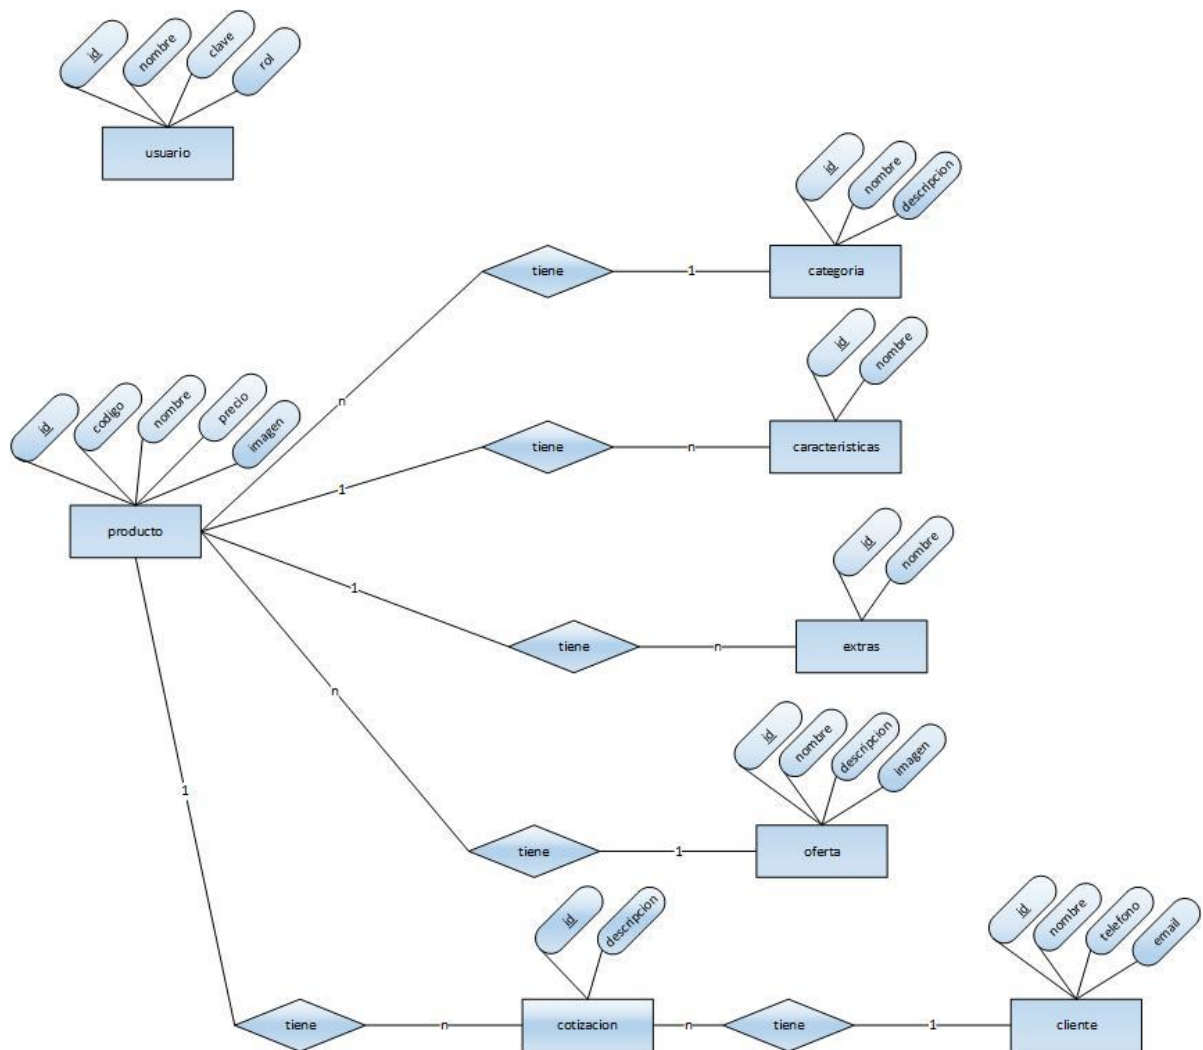 id
nombre
clave
rol
usuario
id
nombre
descripcion
tiene
1
categoria
id
nombre
n
id
codigo
nombre
precio
imagen
tiene
n
caracteristicas
1
producto
id
nombre
1
tiene
n
extras
n
id
nombre
descripcion
imagen
1
tiene
1
oferta
id
descripcion
id
nombre
telefono
email
tiene
n
cotizacion
n
tiene
1
cliente